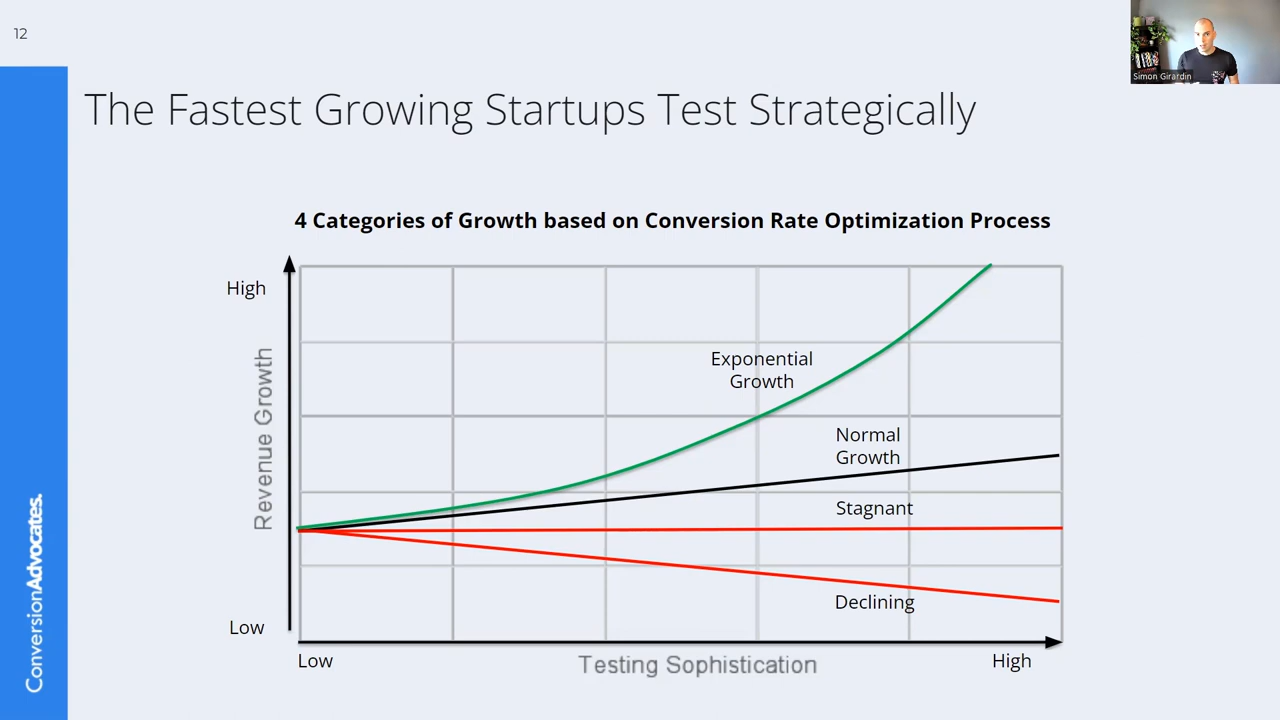 12
Simon Girardin
The Fastest Growing Startups Test Strategically
4 Categories of Growth based on Conversion Rate Optimization Process
High
Revenue Growth
Exponential
Growth
Normal
Growth
Stagnant
Declining
Low
Low
Testing Sophistication
High
ConversionAdvocates.